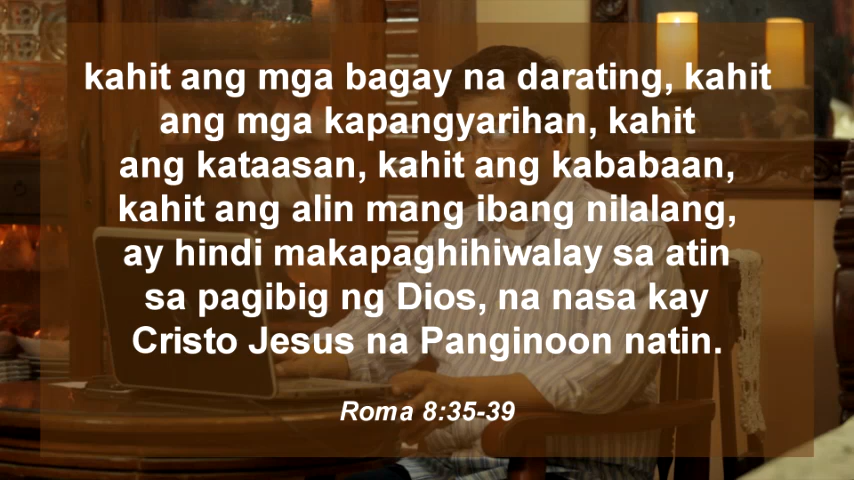 kahit ang mga bagay na darating, kahit
ang mga kapangyarihan, kahit
ang kataasan, kahit ang kababaan,
kahit ang alin mang ibang nilalang,
ay hindi makapaghihiwalay sa atin
sa pagibig ng Dios, na nasa kay
Cristo Jesus na Panginoon natin.
Roma 8:35-39